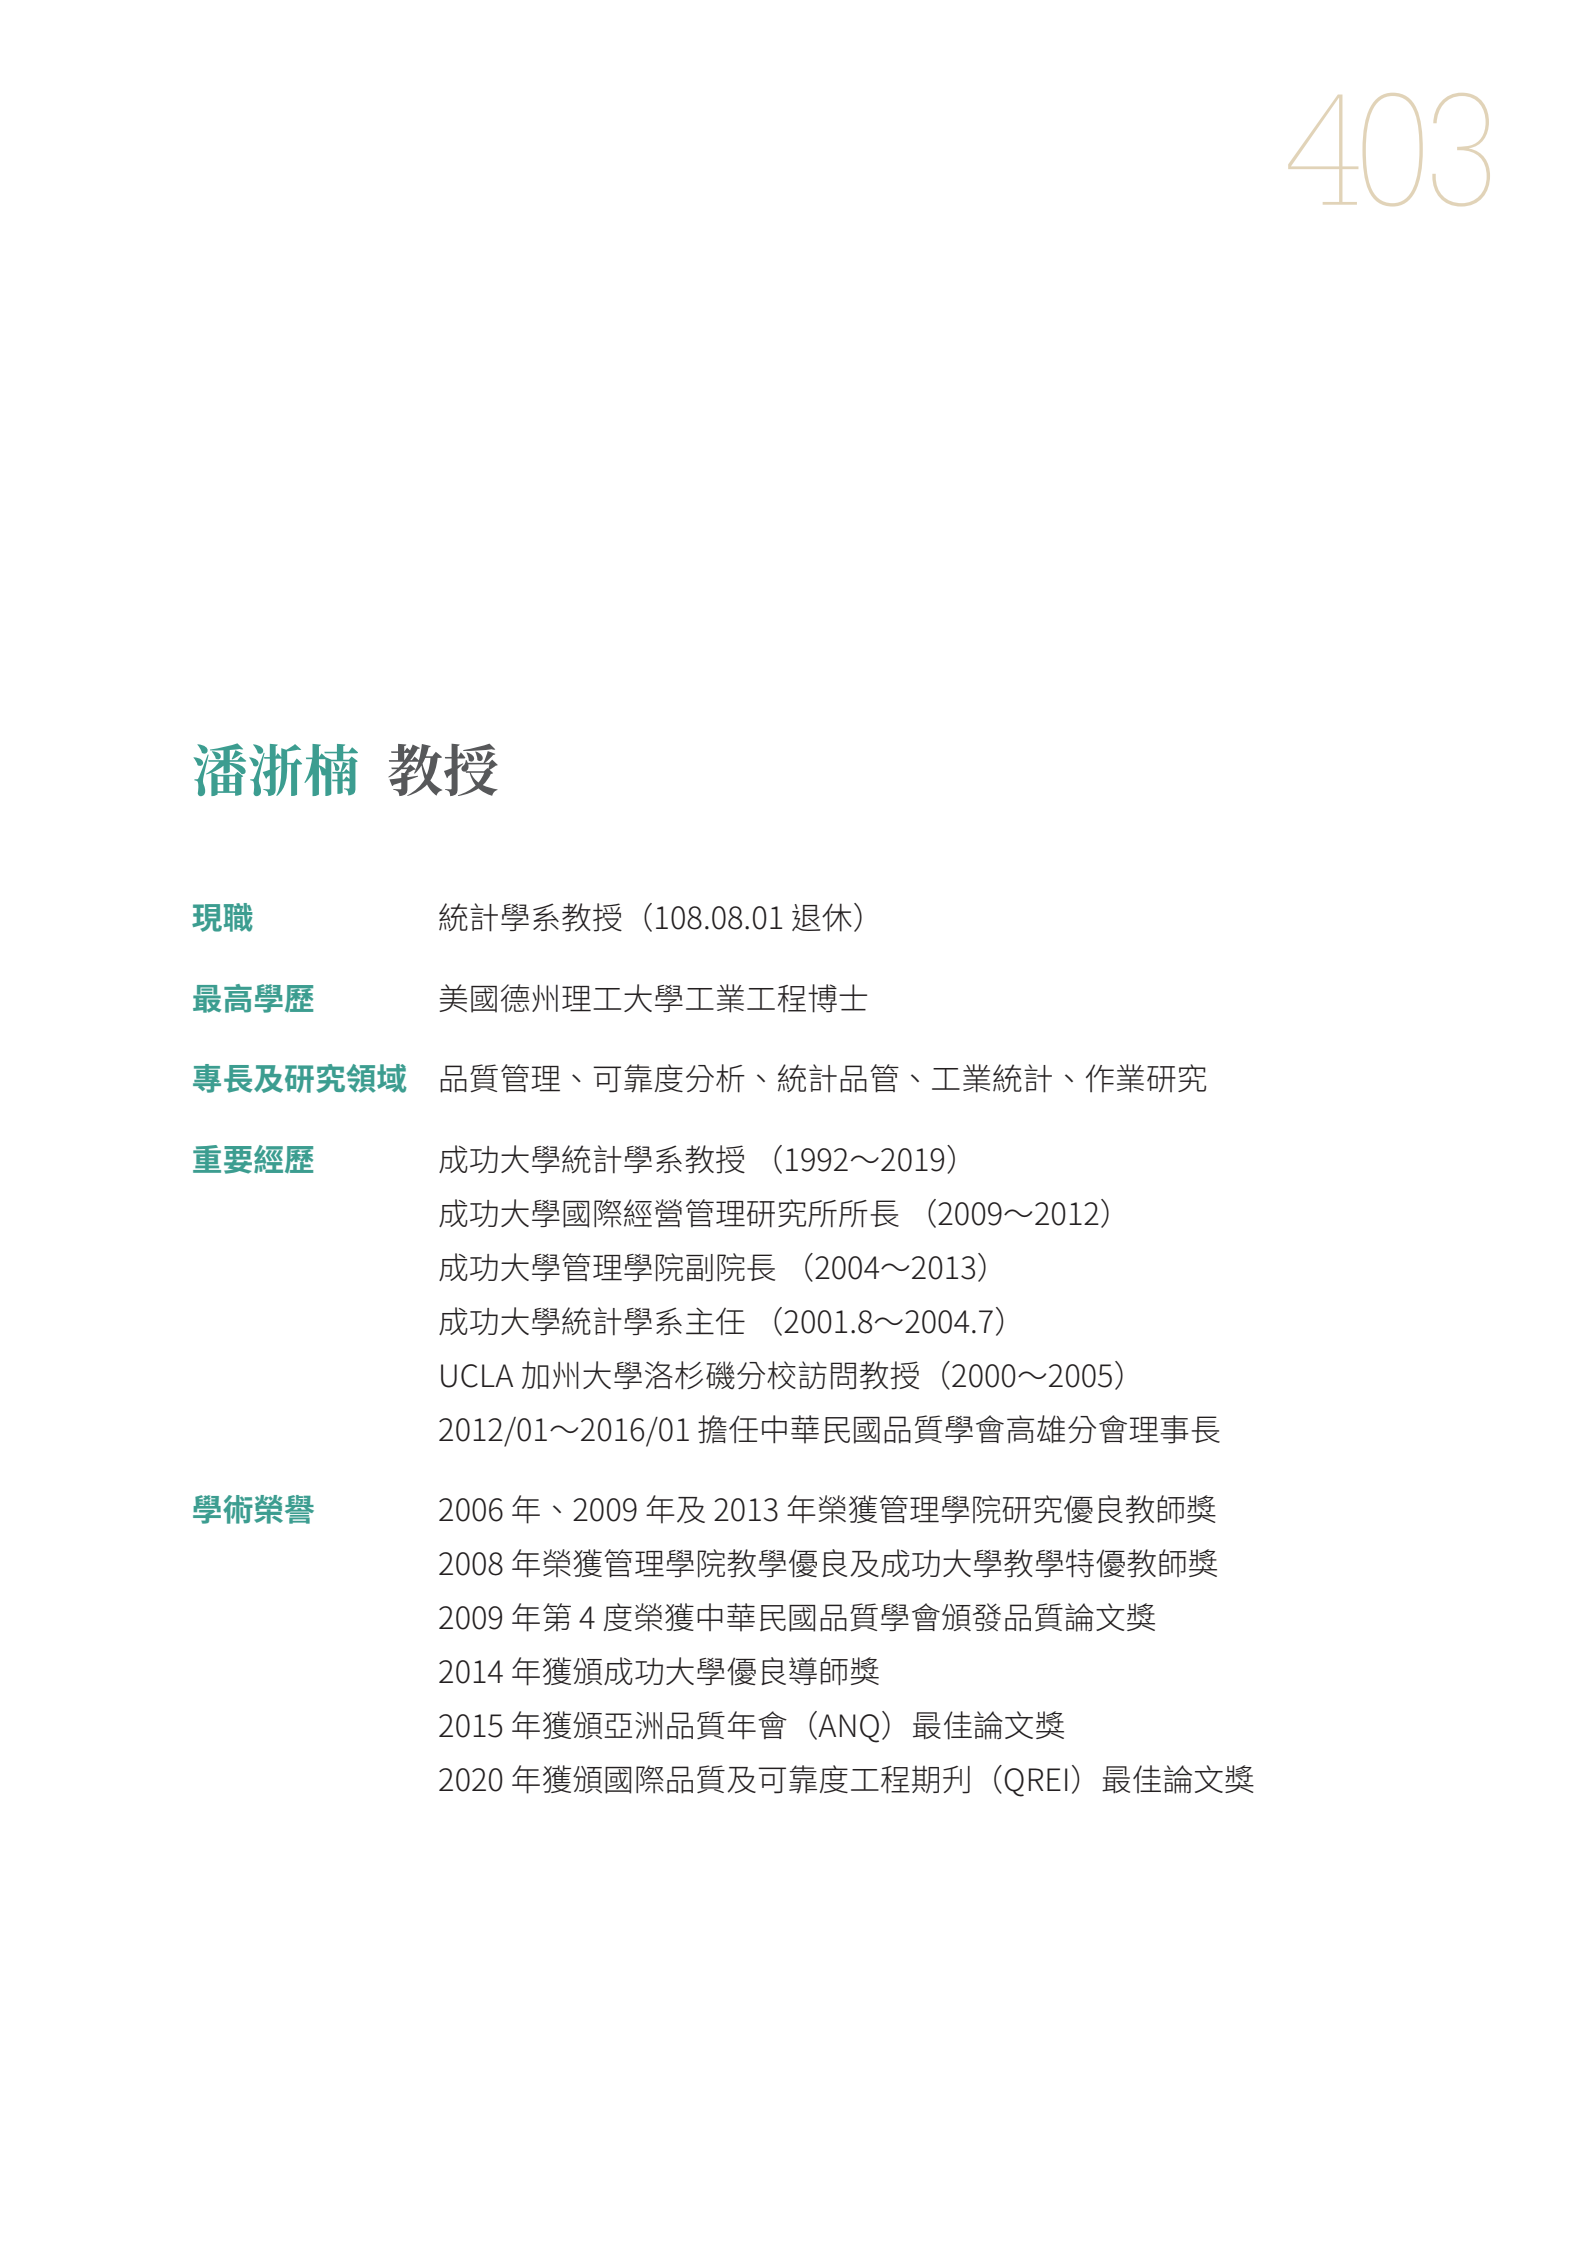 403
潘浙楠 教授
現職 統計學系教授（108.08.01 退休）
最高學歷 美國德州理工大學工業工程博士
專長及研究領域 品質管理、可靠度分析、統計品管、工業統計、作業研究
重要經歷 成功大學統計學系教授 （1992～2019）
成功大學國際經營管理研究所所長 （2009～2012）
成功大學管理學院副院長 （2004～2013）
成功大學統計學系主任 （2001.8～2004.7）
UCLA 加州大學洛杉磯分校訪問教授（2000～2005）
2012/01～2016/01 擔任中華民國品質學會高雄分會理事長
學術榮譽 2006 年、2009 年及 2013 年榮獲管理學院研究優良教師獎
2008 年榮獲管理學院教學優良及成功大學教學特優教師獎
2009 年第 4 度榮獲中華民國品質學會頒發品質論文獎
2014 年獲頒成功大學優良導師獎
2015 年獲頒亞洲品質年會（ANQ）最佳論文獎
2020 年獲頒國際品質及可靠度工程期刋（QREI）最佳論文獎